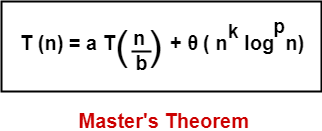 T (n) = a T(n/b) + θ ( n^k log^p n)
Master's Theorem